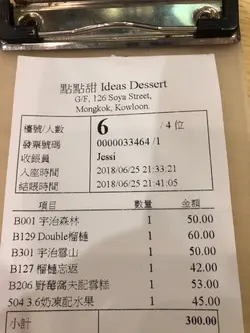 點點甜 Ideas Dessert
G/F, 126 Soya Street,
Mongkok, Kowloon.
檯號/人數 6 / 4 位
發票號碼 0000033464 /1
收銀員 Jessi
入座時間 2018/06/25 21:33:21
結賬時間 2018/06/25 21:41:05
項目 數量 金額
B001 宇治森林 1 50.00
B129 Double榴槤 1 60.00
B301 宇治雪山 1 50.00
B127 榴槤忘返 1 42.00
B206 野莓窩夫配雪糕 1 53.00
504 3.6奶凍配水果 1 45.00
小計 300.00